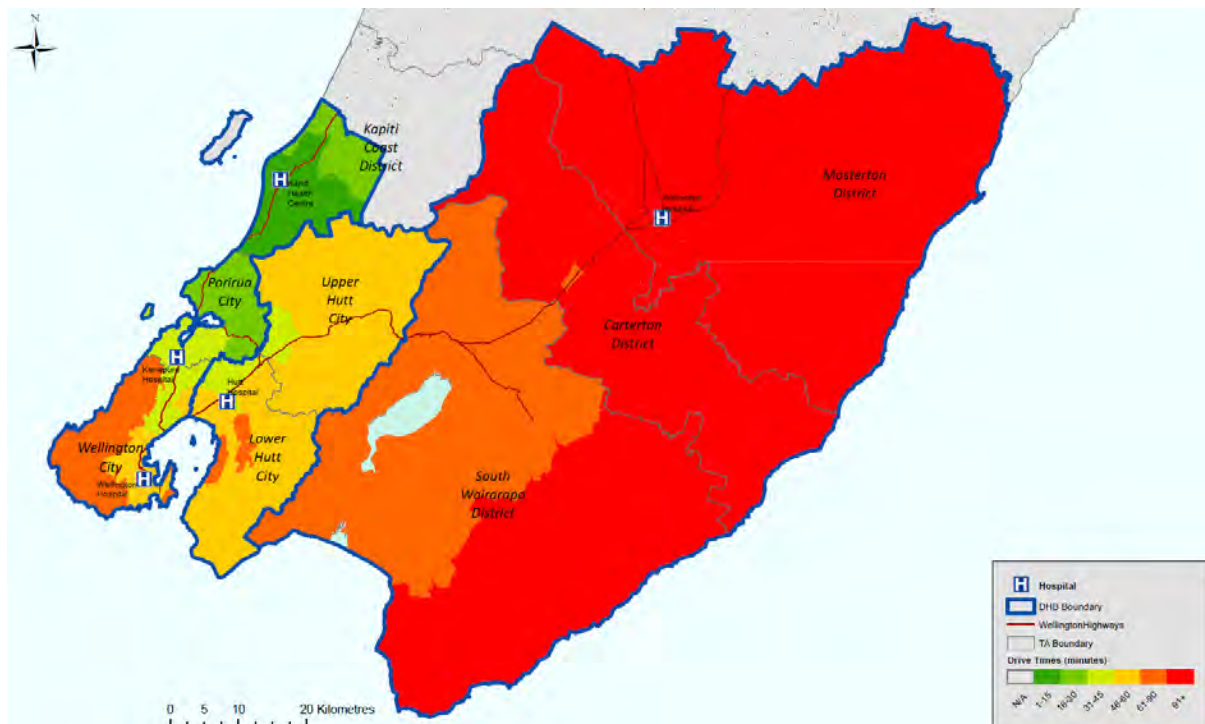 N
Kapiti
Coast
District
Health
Centre
Masterton
District
Porirua
City
Upper
Hutt
City
Carterton
District
Kenepuru
Hospital
Hutt
Hospital
Wellington
City
Wellington
Hospital
Lower
Hutt
City
South
Wairarapa
District
0 5 10 20 Kilometres
H Hospital
DHB Boundary
WellingtonHighways
TA Boundary
Drive Times (minutes)
N/A 1-15 16-30 31-45 46-60 61-90 91+